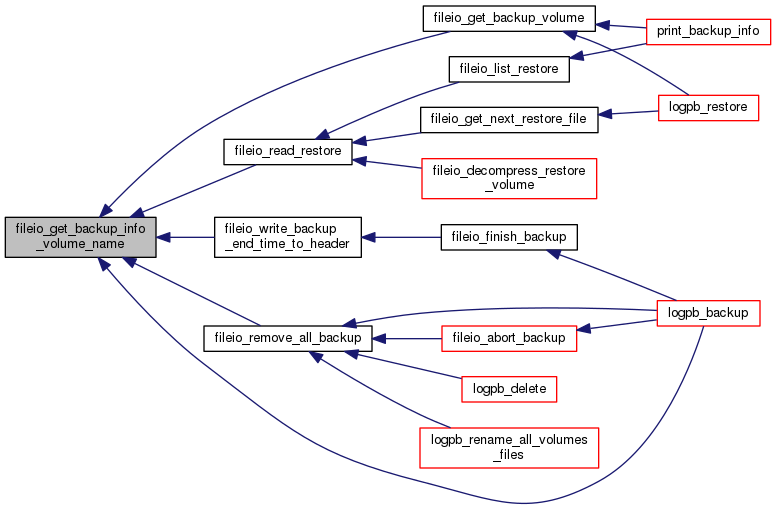 fileio_get_backup_volume
print_backup_info
fileio_list_restore
logpb_restore
fileio_get_next_restore_file
fileio_read_restore
fileio_decompress_restore
_volume
fileio_get_backup_info
_volume_name
fileio_write_backup
_end_time_to_header
fileio_finish_backup
logpb_backup
fileio_remove_all_backup
fileio_abort_backup
logpb_delete
logpb_rename_all_volumes
_files